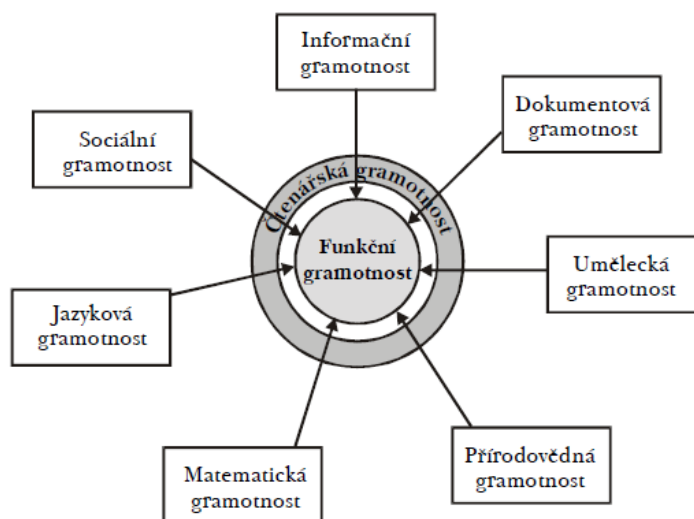 Informační
gramotnost
Dokumentová
gramotnost
Sociální
gramotnost
Čtenářská gramotnost
Funkční
gramotnost
Umělecká
gramotnost
Jazyková
gramotnost
Matematická
gramotnost
Přírodovědná
gramotnost